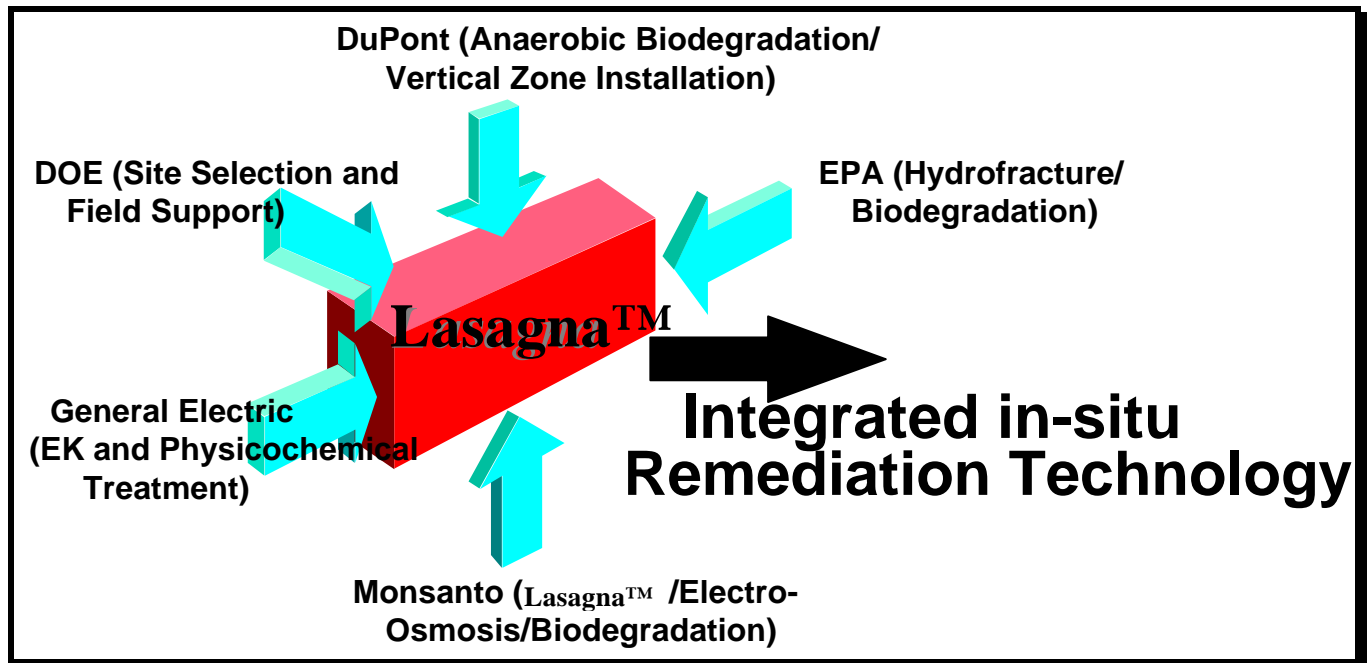 DuPont (Anaerobic Biodegradation/
Vertical Zone Installation)
DOE (Site Selection and
Field Support)
EPA (Hydrofracture/
Biodegradation)
Lasagna™
General Electric
(EK and Physicochemical
Treatment)
Integrated in-situ
Remediation Technology
Monsanto (Lasagna™ /Electro-
Osmosis/Biodegradation)